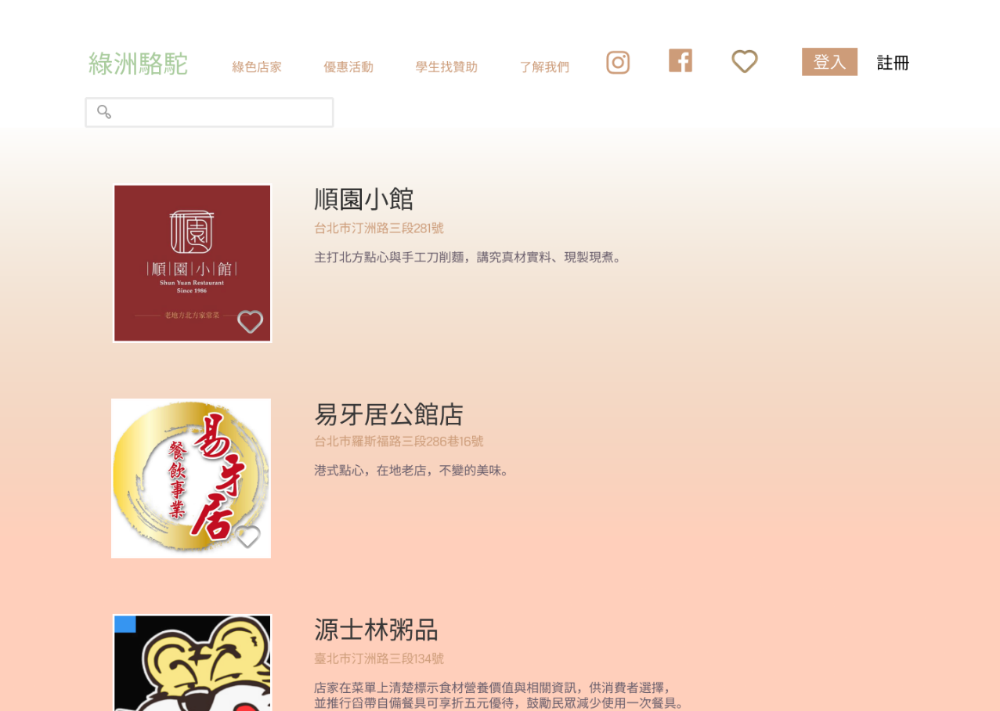 綠洲駱駝
綠色店家
優惠活動
學生找贊助
了解我們
登入
註冊
順園小館
台北市汀洲路三段281號
主打北方點心與手工刀削麵，講究真材實料、現製現煮。
園
順園小館
Shun Yuan Restaurant
Since 1986
老地方北方家常菜
易牙居公館店
台北市羅斯福路三段286巷16號
港式點心，在地老店，不變的美味。
易牙居
餐飲事業
源士林粥品
臺北市汀洲路三段134號
店家在菜單上清楚標示食材營養價值與相關資訊，供消費者選擇，
並推行舀帶自備餐具可享折五元優待，鼓勵民眾減少使用一次餐具。